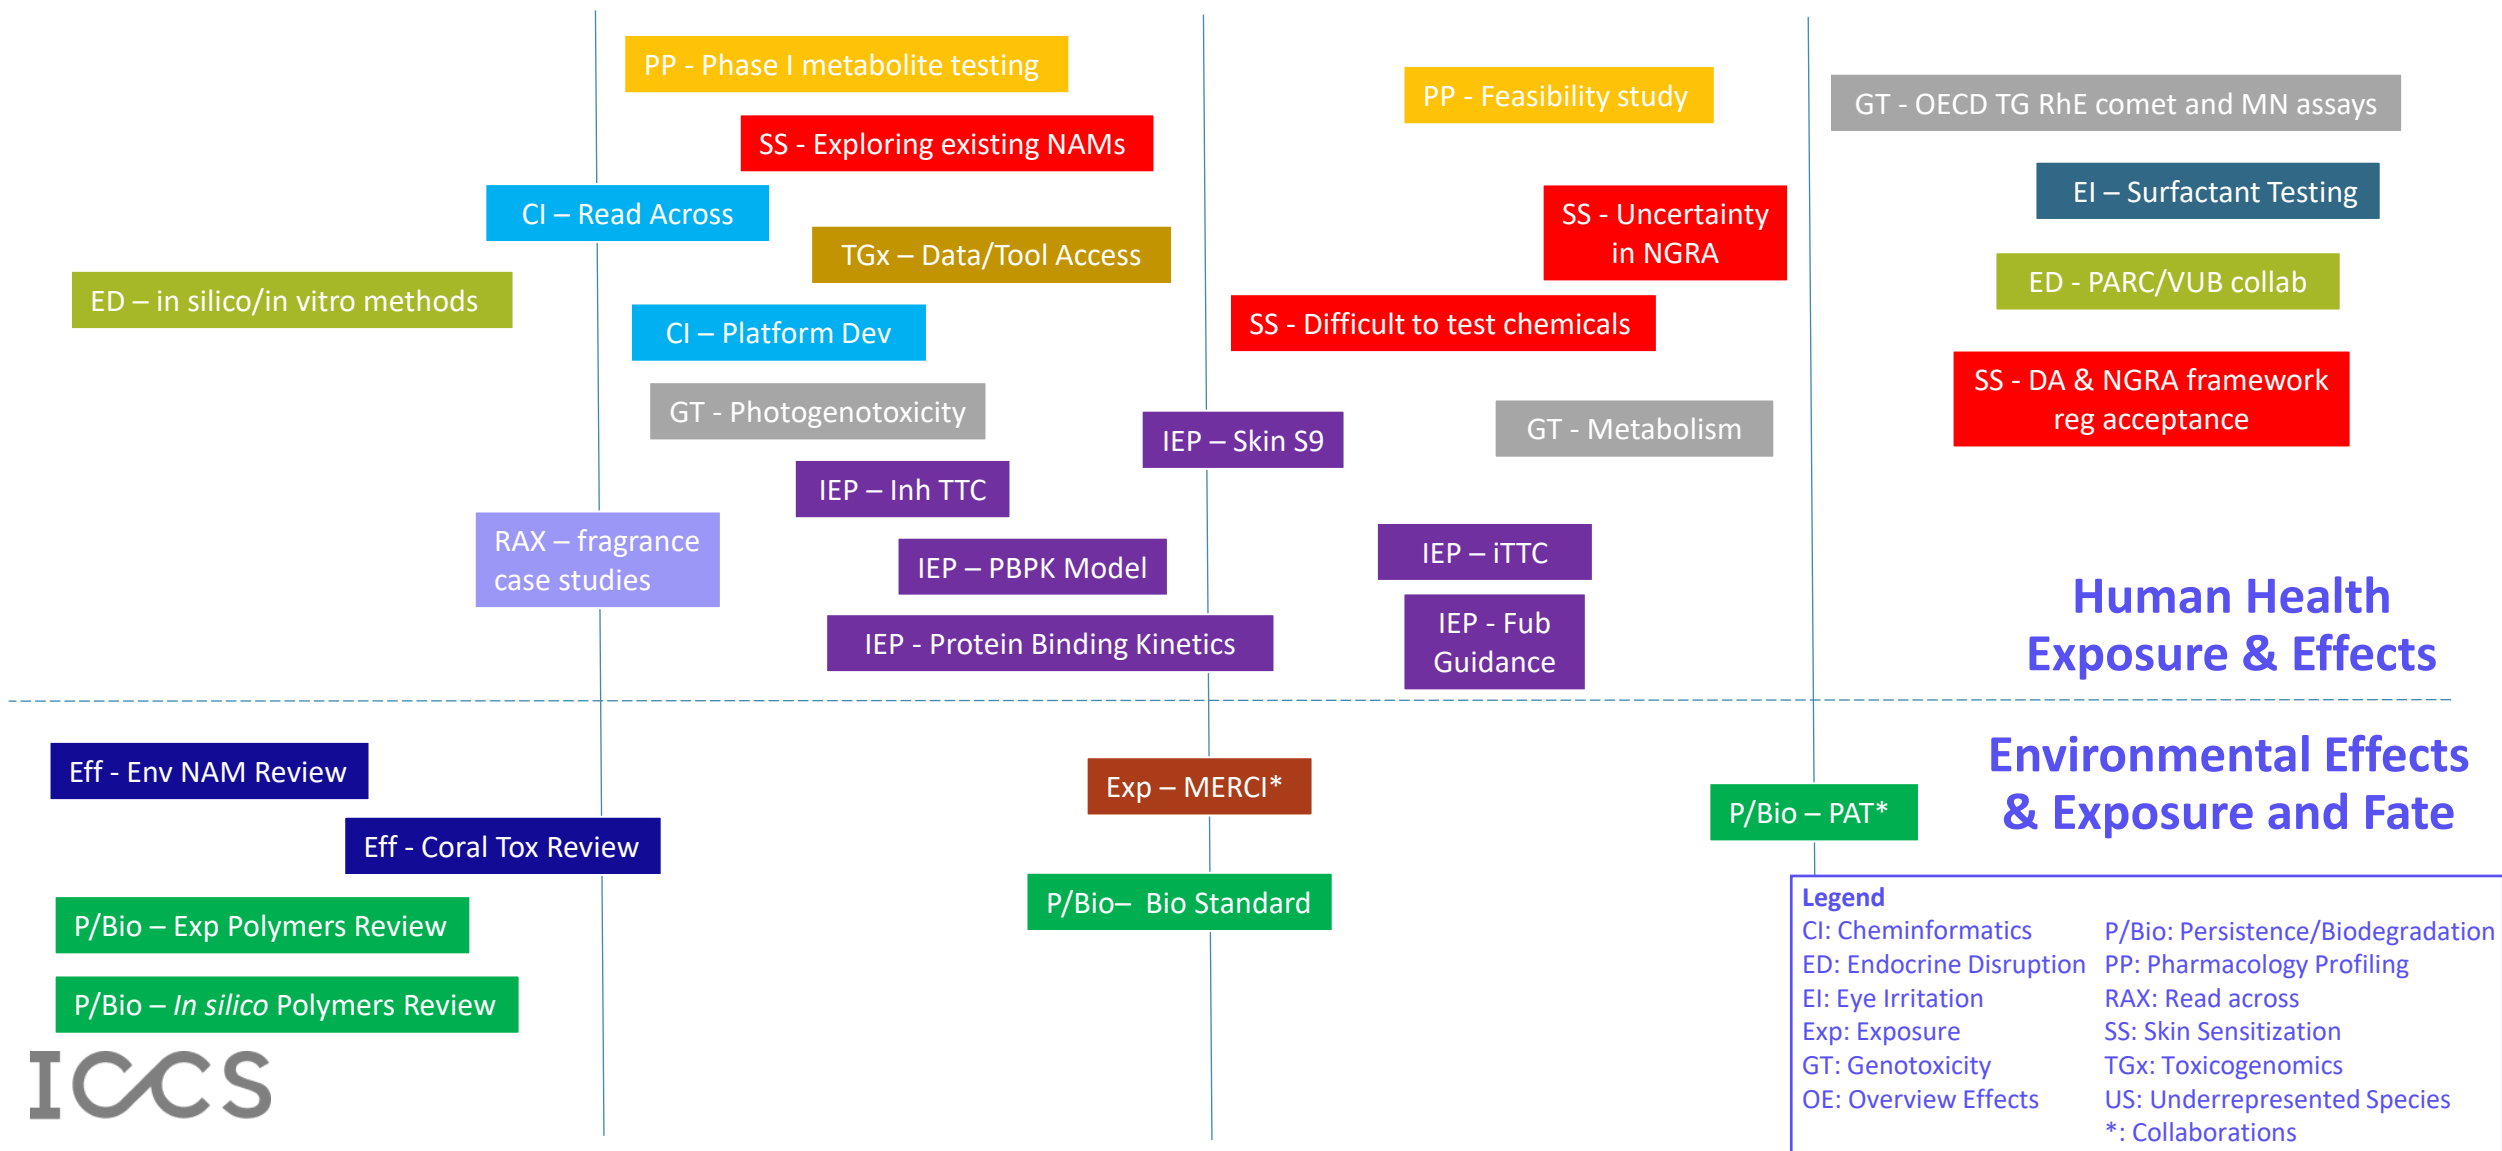 PP - Phase I metabolite testing
PP - Feasibility study
GT - OECD TG RhE comet and MN assays
SS - Exploring existing NAMs
EI – Surfactant Testing
CI – Read Across
SS - Uncertainty
in NGRA
TGx – Data/Tool Access
ED - PARC/VUB collab
ED – in silico/in vitro methods
CI – Platform Dev
SS - Difficult to test chemicals
SS - DA & NGRA framework
reg acceptance
GT - Photogenotoxicity
IEP – Skin S9
GT - Metabolism
IEP – Inh TTC
RAX – fragrance
case studies
IEP – PBPK Model
IEP – iTTC
IEP - Protein Binding Kinetics
IEP - Fub
Guidance
Human Health
Exposure & Effects
Eff - Env NAM Review
Exp – MERCI*
Environmental Effects
& Exposure and Fate
P/Bio – PAT*
Eff - Coral Tox Review
P/Bio– Bio Standard
P/Bio – Exp Polymers Review
P/Bio – In silico Polymers Review
ICCS
Legend
CI: Cheminformatics
ED: Endocrine Disruption
EI: Eye Irritation
Exp: Exposure
GT: Genotoxicity
OE: Overview Effects
P/Bio: Persistence/Biodegradation
PP: Pharmacology Profiling
RAX: Read across
SS: Skin Sensitization
TGx: Toxicogenomics
US: Underrepresented Species
*: Collaborations